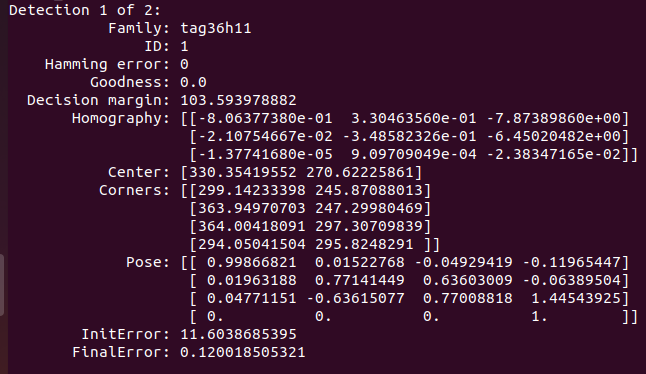 Detection 1 of 2:
Family: tag36h11
ID: 1
Hamming error: 0
Goodness: 0.0
Decision margin: 103.593978882
Homography: [[-8.06377380e-01  3.30463560e-01 -7.87389860e+00]
[-2.10754667e-02 -3.48582326e-01 -6.45020482e+00]
[-1.37741680e-05  9.09709049e-04 -2.38347165e-02]]
Center: [330.35419552 270.62225861]
Corners: [[299.14233398 245.87088013]
[363.94970703 247.29980469]
[364.00418091 297.30709839]
[294.05041504 295.8248291 ]]
Pose: [[ 0.99866821  0.01522768 -0.04929419 -0.11965447]
[ 0.01963188  0.77141449  0.63603009 -0.06389504]
[ 0.04771151 -0.63615077  0.77008818  1.44543925]
[ 0.          0.          0.          1.        ]]
InitError: 11.6038685395
FinalError: 0.120018505321